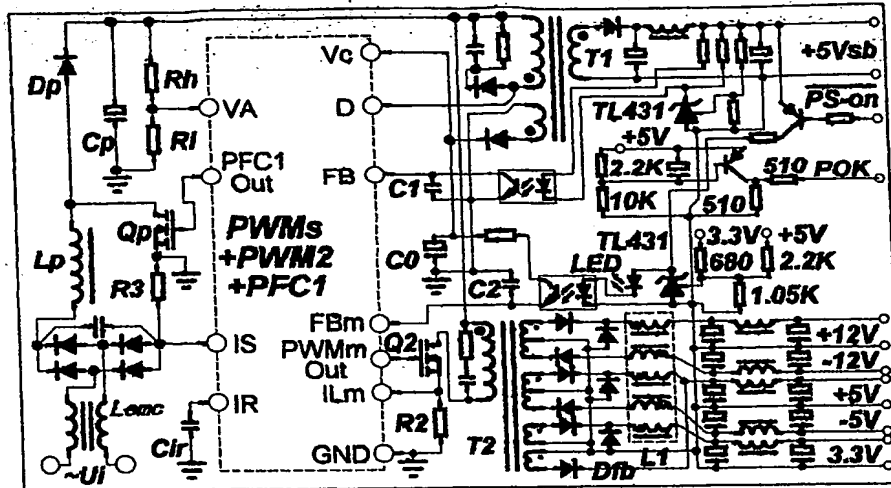 Dp
Cp
Rh
Rl
VA
PFC1
Out
Qp
Lp
R3
IS
IR
Lemc
Cir
~Ui
PWMs
+PWM2
+PFC1
Vc
D
FB
C1
C0
C2
FBm
PWMm
Out
ILm
GND
Q2
R2
T1
+5Vsb
TL431
PS-on
+5V
2.2K
10K
510
510
POK
TL431
LED
3.3V
+5V
680
2.2K
1.05K
T2
Dfb
L1
+12V
-12V
+5V
-5V
3.3V